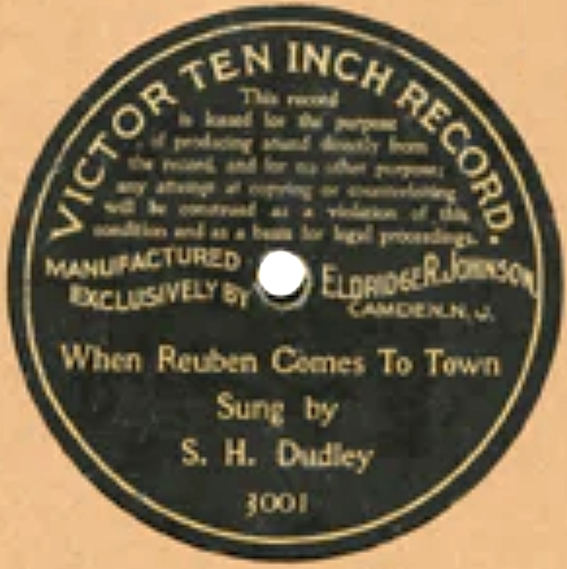 VICTOR TEN INCH RECORD.
This record
is leased for the purpose
of producing sound directly from
the record, and for no other purpose;
any attempt at copying or counterfeiting
will be construed as a violation of this
condition and as a basis for legal proceedings.
MANUFACTURED
EXCLUSIVELY BY
ELDRIDGE R. JOHNSON,
CAMDEN. N. J.
When Reuben Comes To Town
Sung by
S. H. Dudley
3001